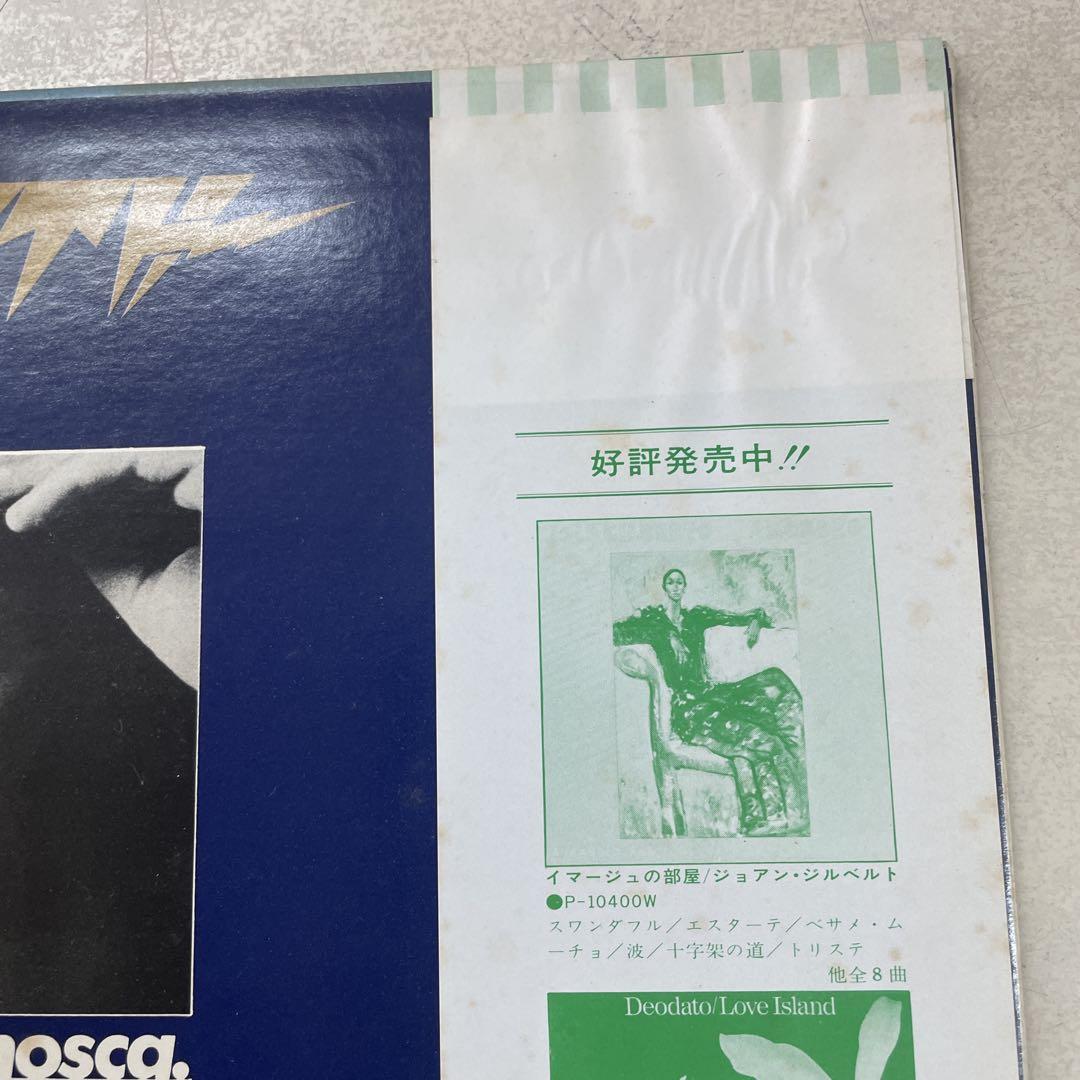 好評発売中!!
イマージュの部屋/ジョアン・ジルベルト
●P-10400W
スワンダフル／エスターテ／ベサメ・ム
ーチョ／波／十字架の道／トリステ
他全8曲
Deodato/Love Island
mosca.